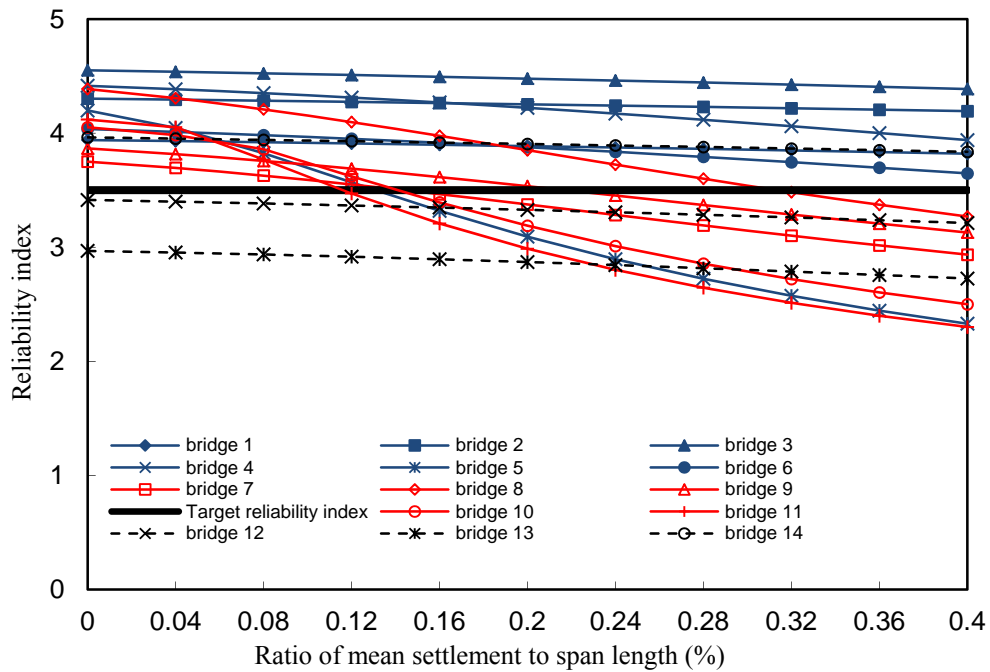 5
4
3
2
1
0
Reliability index
bridge 1 bridge 2 bridge 3
bridge 4 bridge 5 bridge 6
bridge 7 bridge 8 bridge 9
Target reliability index bridge 10 bridge 11
bridge 12 bridge 13 bridge 14
0 0.04 0.08 0.12 0.16 0.2 0.24 0.28 0.32 0.36 0.4
Ratio of mean settlement to span length (%)